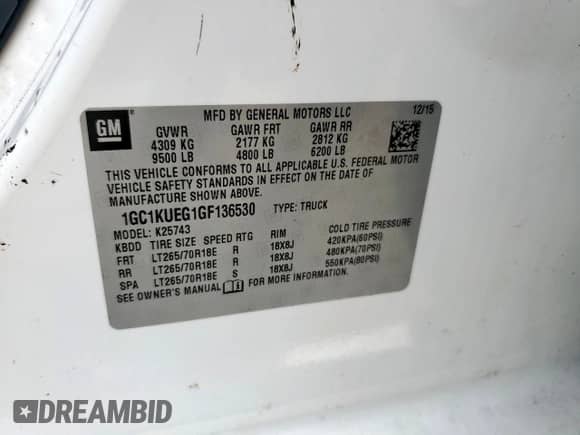 GM
MFD BY GENERAL MOTORS LLC 12/15
GVWR GAWR FRT GAWR RR
4309 KG 2177 KG 2812 KG
9500 LB 4800 LB 6200 LB
THIS VEHICLE CONFORMS TO ALL APPLICABLE U.S. FEDERAL MOTOR
VEHICLE SAFETY STANDARDS IN EFFECT ON THE DATE OF
MANUFACTURE SHOWN ABOVE.
1GC1KUEG1GF136530 TYPE: TRUCK
MODEL: K25743
KBDD TIRE SIZE SPEED RTG RIM COLD TIRE PRESSURE
FRT LT265/70R18E R 18X8J 420KPA(60PSI)
RR LT265/70R18E R 18X8J 480KPA(70PSI)
SPA LT265/70R18E S 18X8J 550KPA(80PSI)
SEE OWNER'S MANUAL FOR MORE INFORMATION.
DREAMBID